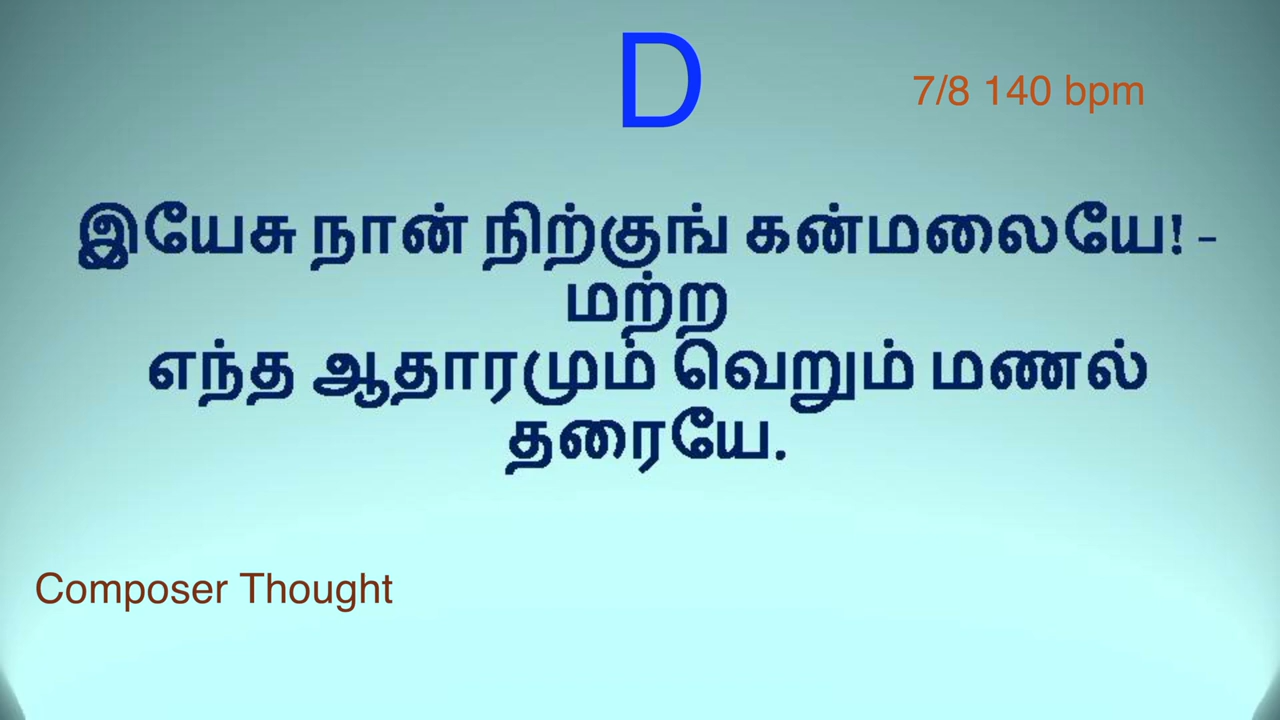 D
7/8 140 bpm
இயேசு நான் நிற்குங் கன்மலையே! -
மற்ற
எந்த ஆதாரமும் வெறும் மணல்
தரையே.
Composer Thought